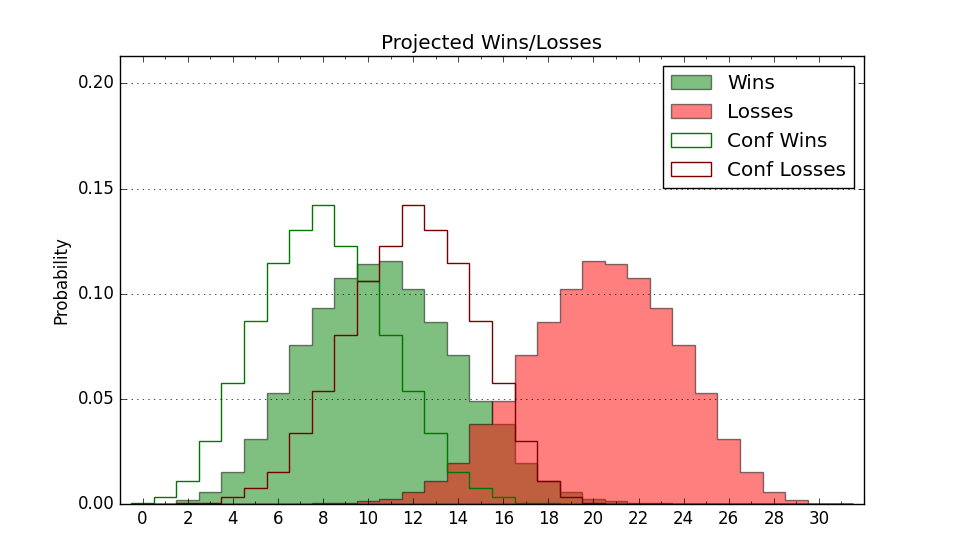 Projected Wins/Losses
Wins
Losses
Conf Wins
Conf Losses
Probability
0.20
0.15
0.10
0.05
0.00
0 2 4 6 8 10 12 14 16 18 20 22 24 26 28 30